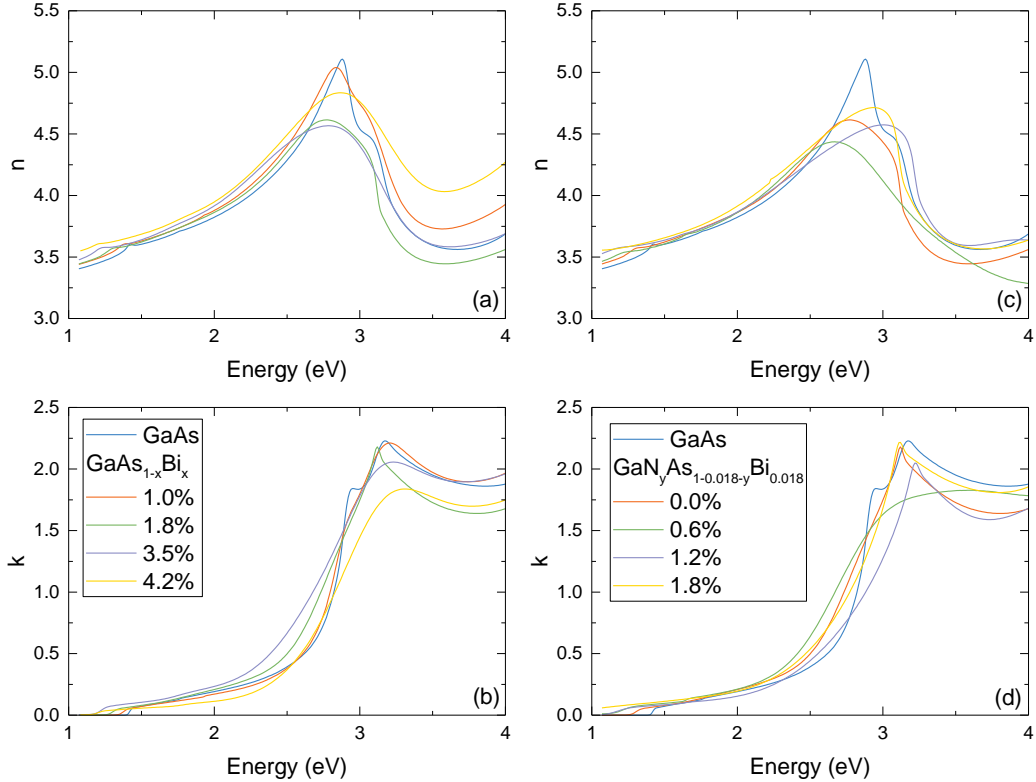 5.5
5.0
4.5
4.0
3.5
3.0
n
1 2 3 4
Energy (eV)
(a)
5.5
5.0
4.5
4.0
3.5
3.0
n
1 2 3 4
Energy (eV)
(c)
2.5
2.0
1.5
1.0
0.5
0.0
k
GaAs
GaAs₁₋ₓBiₓ
1.0%
1.8%
3.5%
4.2%
1 2 3 4
Energy (eV)
(b)
2.5
2.0
1.5
1.0
0.5
0.0
k
GaAs
GaN_yAs_{1-0.018-y}Bi_{0.018}
0.0%
0.6%
1.2%
1.8%
1 2 3 4
Energy (eV)
(d)